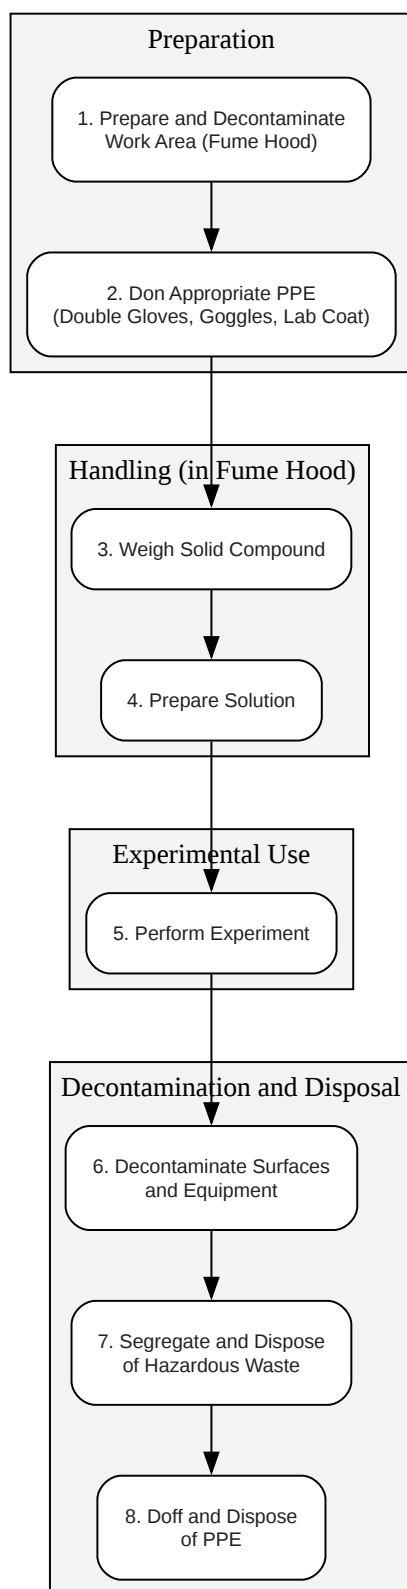 Preparation
1. Prepare and Decontaminate
Work Area (Fume Hood)
2. Don Appropriate PPE
(Double Gloves, Goggles, Lab Coat)
Handling (in Fume Hood)
3. Weigh Solid Compound
4. Prepare Solution
Experimental Use
5. Perform Experiment
Decontamination and Disposal
6. Decontaminate Surfaces
and Equipment
7. Segregate and Dispose
of Hazardous Waste
8. Doff and Dispose
of PPE